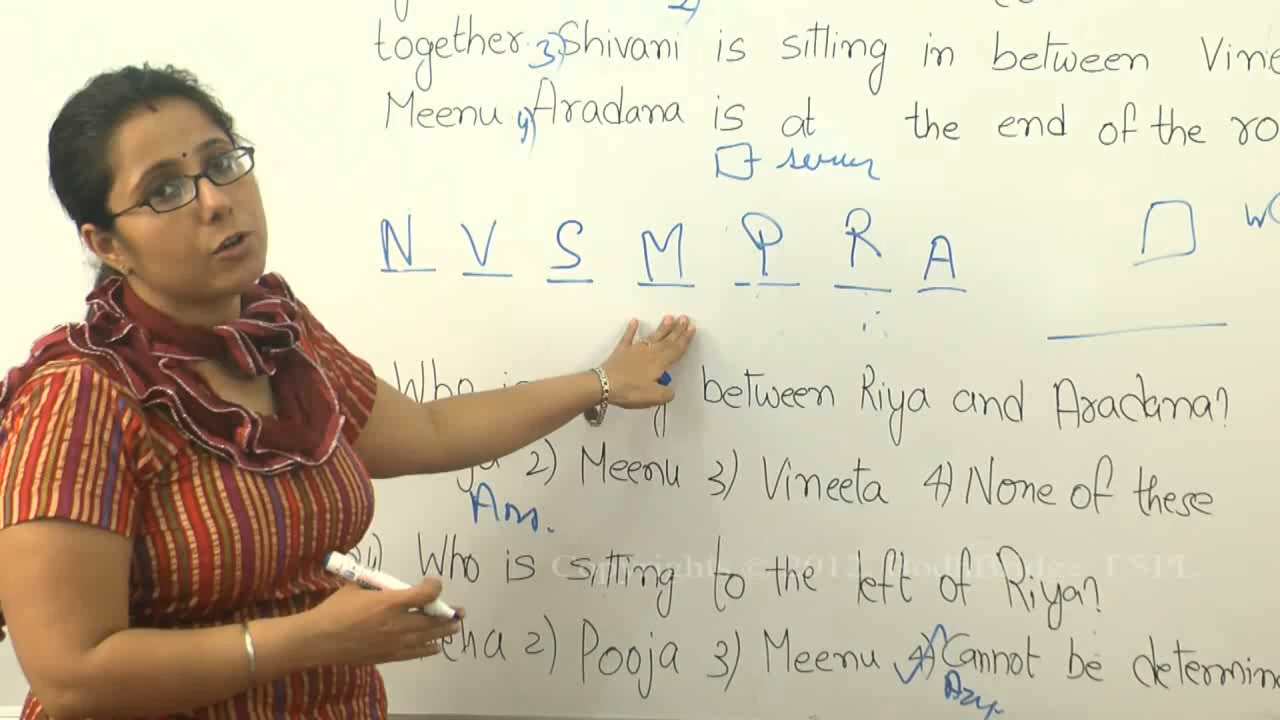 together. 3) Shivani is sitting in between Vine
Meenu 4) Aradana is at the end of the ro
seven
N V S M P R A
Who between Riya and Aradana?
2) Meenu 3) Vineeta 4) None of these
Ans.
Who is sitting to the left of Riya?
eha 2) Pooja 3) Meenu 4) Cannot be determin
Ans